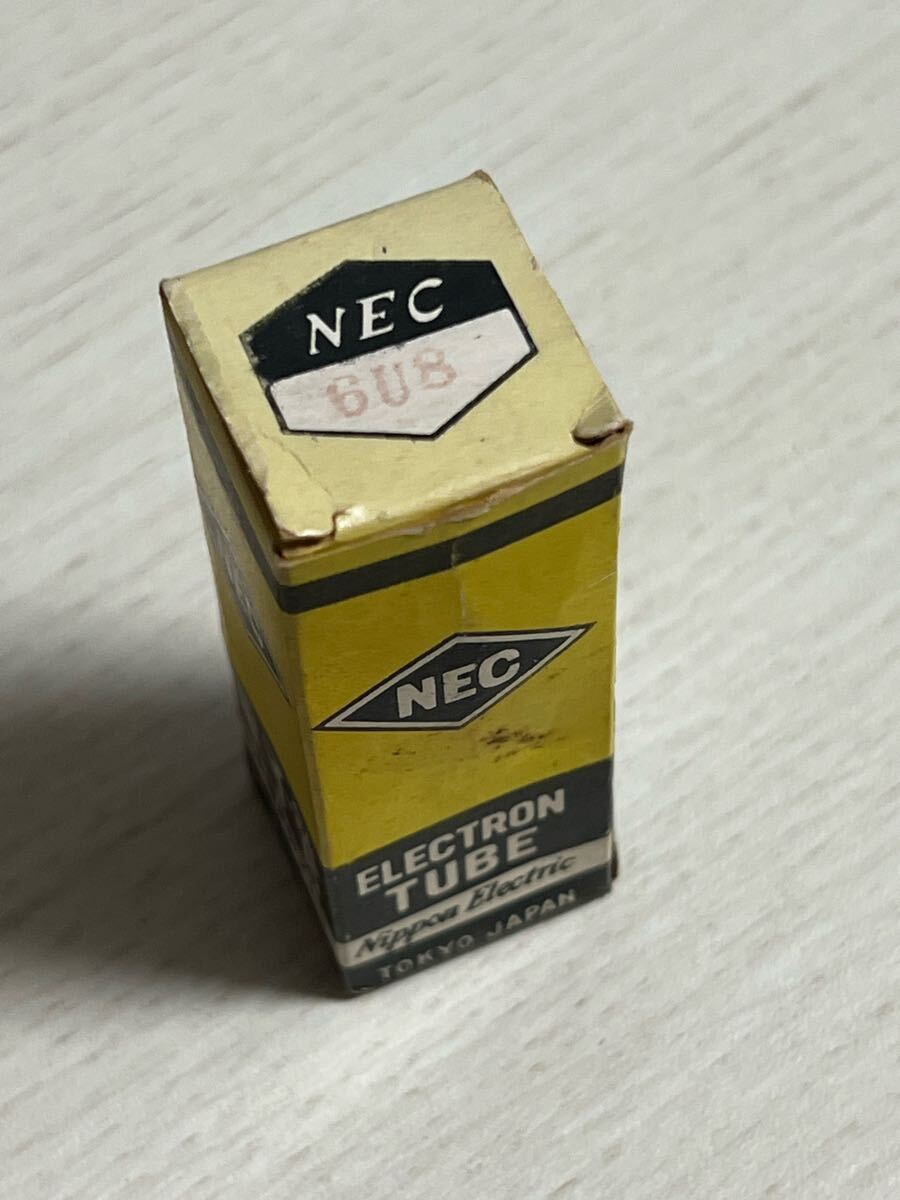 NEC
6U8
NEC
ELECTRON
TUBE
Nippon Electric
TOKYO JAPAN